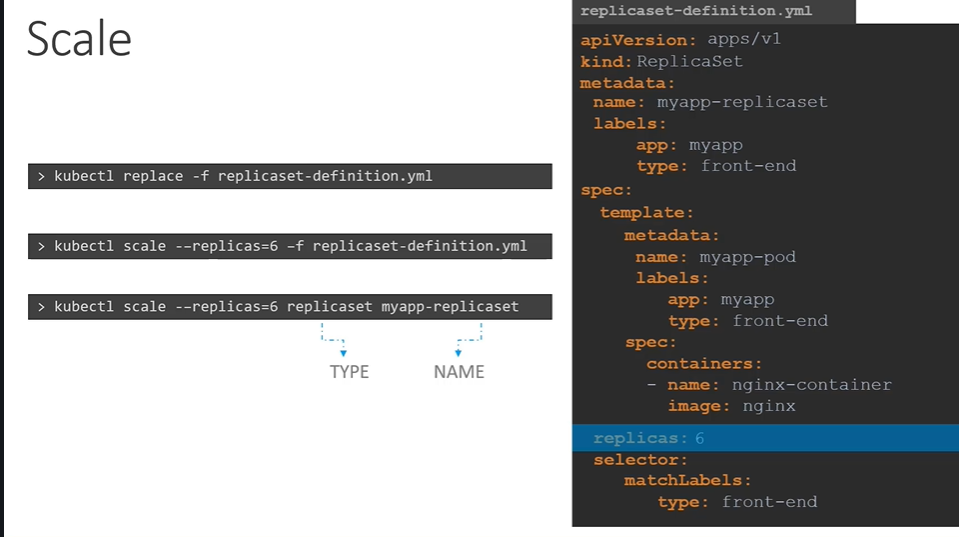 Scale
> kubectl replace -f replicaset-definition.yml
> kubectl scale --replicas=6 -f replicaset-definition.yml
> kubectl scale --replicas=6 replicaset myapp-replicaset
TYPE NAME
replicaset-definition.yml
apiVersion: apps/v1
kind: ReplicaSet
metadata:
  name: myapp-replicaset
  labels:
      app: myapp
      type: front-end
spec:
  template:
    metadata:
      name: myapp-pod
      labels:
        app: myapp
        type: front-end
    spec:
      containers:
      - name: nginx-container
        image: nginx
  replicas: 6
  selector:
    matchLabels:
       type: front-end